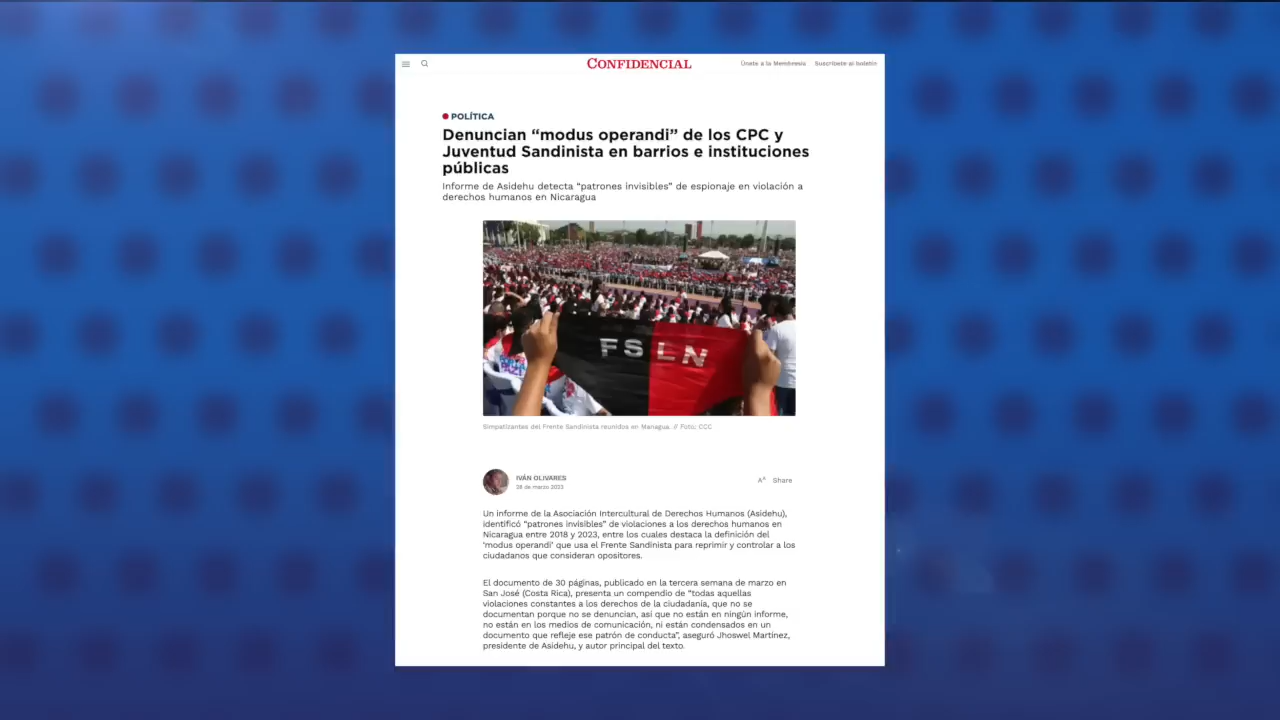 CONFIDENCIAL
Únete a la Membresía
Suscríbete al boletín
POLÍTICA
Denuncian “modus operandi” de los CPC y
Juventud Sandinista en barrios e instituciones
públicas
Informe de Asidehu detecta “patrones invisibles” de espionaje en violación a
derechos humanos en Nicaragua
FSLN
Simpatizantes del Frente Sandinista reunidos en Managua. // Foto: CCC
IVÁN OLIVARES
28 de marzo 2023
AA Share
Un informe de la Asociación Intercultural de Derechos Humanos (Asidehu),
identificó “patrones invisibles” de violaciones a los derechos humanos en
Nicaragua entre 2018 y 2023, entre los cuales destaca la definición del
‘modus operandi’ que usa el Frente Sandinista para reprimir y controlar a los
ciudadanos que consideran opositores.
El documento de 30 páginas, publicado en la tercera semana de marzo en
San José (Costa Rica), presenta un compendio de “todas aquellas
violaciones constantes a los derechos de la ciudadanía, que no se
documentan porque no se denuncian, así que no están en ningún informe,
no están en los medios de comunicación, ni están condensados en un
documento que refleje ese patrón de conducta”, aseguró Jhoswel Martínez,
presidente de Asidehu, y autor principal del texto.